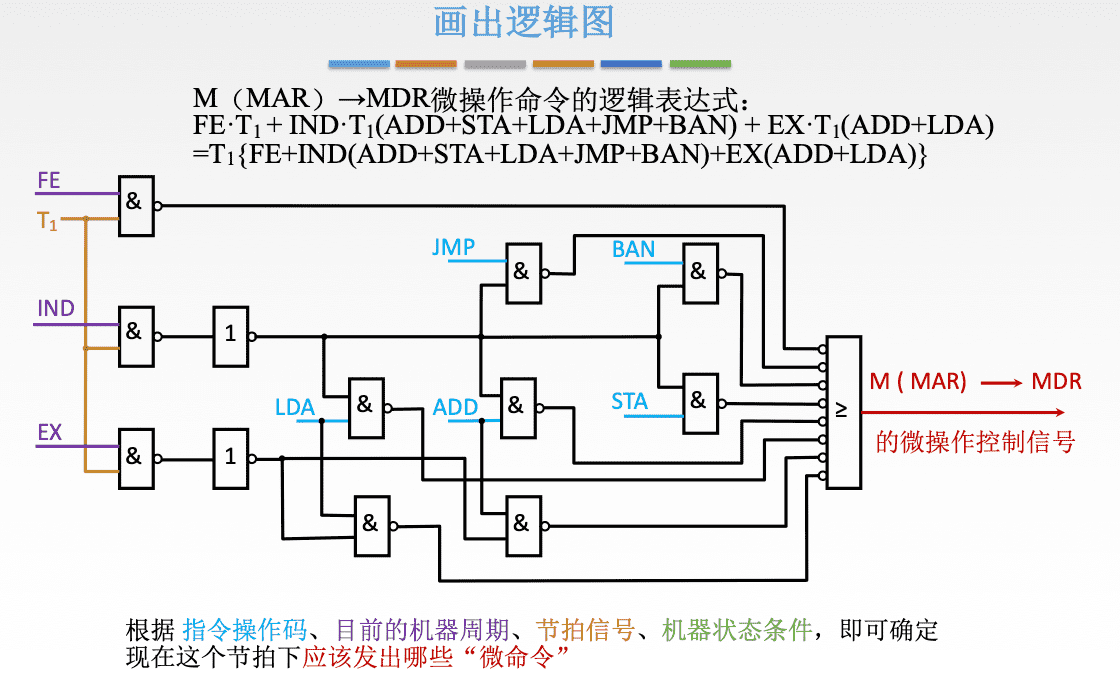 画出逻辑图
M（MAR）→MDR微操作命令的逻辑表达式：
FE·T₁ + IND·T₁(ADD+STA+LDA+JMP+BAN) + EX·T₁(ADD+LDA)
=T₁{FE+IND(ADD+STA+LDA+JMP+BAN)+EX(ADD+LDA)}
FE
&
T₁
JMP
&
BAN
&
IND
&
1
LDA
&
ADD
&
STA
&
≥
M ( MAR) → MDR
的微操作控制信号
EX
&
1
&
&
根据 指令操作码、目前的机器周期、节拍信号、机器状态条件，即可确定
现在这个节拍下应该发出哪些“微命令”